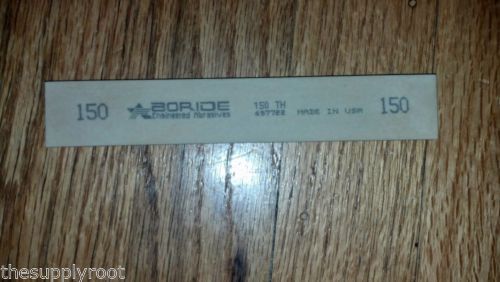 150
BORIDE
Engineered Abrasives
150 TH
MADE IN USA
150
thesupplyroot